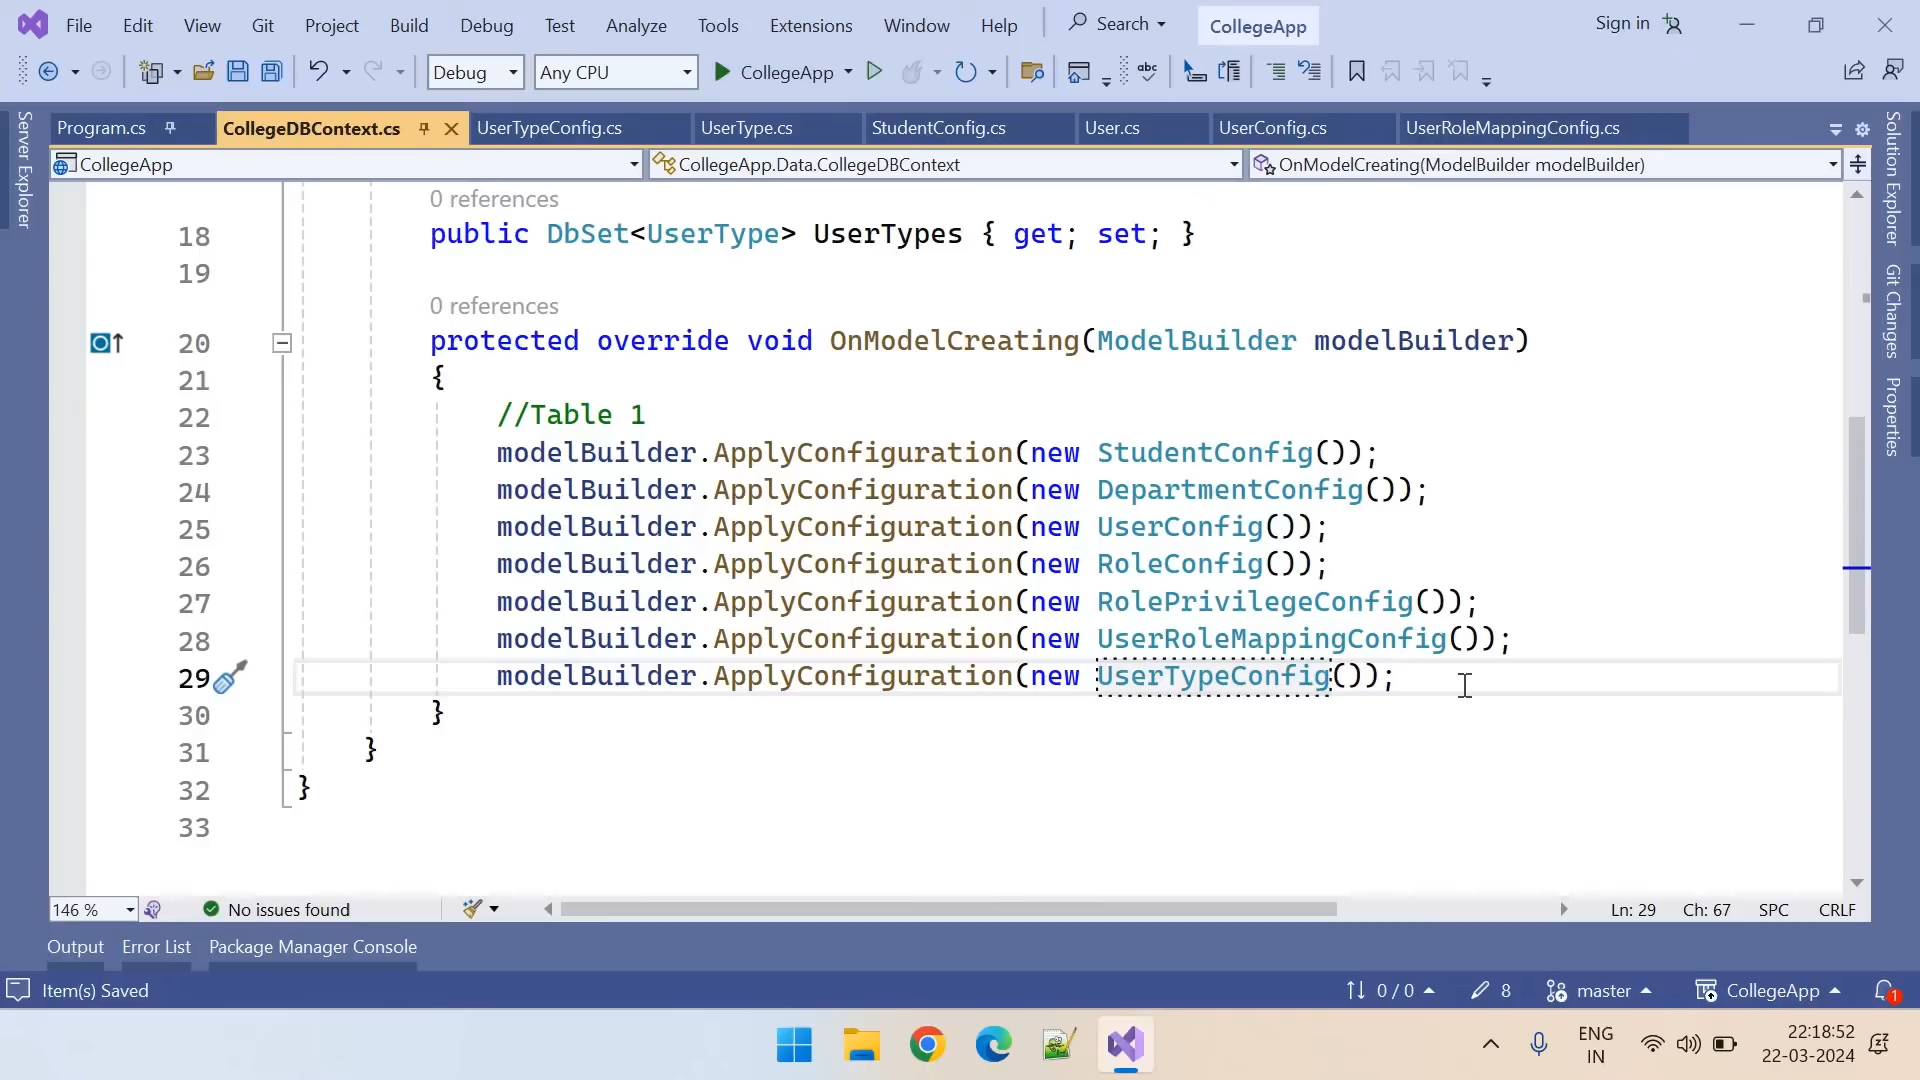 File Edit View Git Project Build Debug Test Analyze Tools Extensions Window Help Search CollegeApp Sign in
Debug Any CPU CollegeApp abc
Program.cs CollegeDBContext.cs UserTypeConfig.cs UserType.cs StudentConfig.cs User.cs UserConfig.cs UserRoleMappingConfig.cs
CollegeApp CollegeApp.Data.CollegeDBContext OnModelCreating(ModelBuilder modelBuilder)
Server Explorer
Solution Explorer
Git Changes
Properties
0 references
18 public DbSet<UserType> UserTypes { get; set; }
19
0 references
20 protected override void OnModelCreating(ModelBuilder modelBuilder)
21 {
22 //Table 1
23 modelBuilder.ApplyConfiguration(new StudentConfig());
24 modelBuilder.ApplyConfiguration(new DepartmentConfig());
25 modelBuilder.ApplyConfiguration(new UserConfig());
26 modelBuilder.ApplyConfiguration(new RoleConfig());
27 modelBuilder.ApplyConfiguration(new RolePrivilegeConfig());
28 modelBuilder.ApplyConfiguration(new UserRoleMappingConfig());
29 modelBuilder.ApplyConfiguration(new UserTypeConfig());
30 }
31 }
32 }
33
146 % No issues found Ln: 29 Ch: 67 SPC CRLF
Output Error List Package Manager Console
Item(s) Saved 0 / 0 8 master CollegeApp 1
ENG 22:18:52
IN 22-03-2024